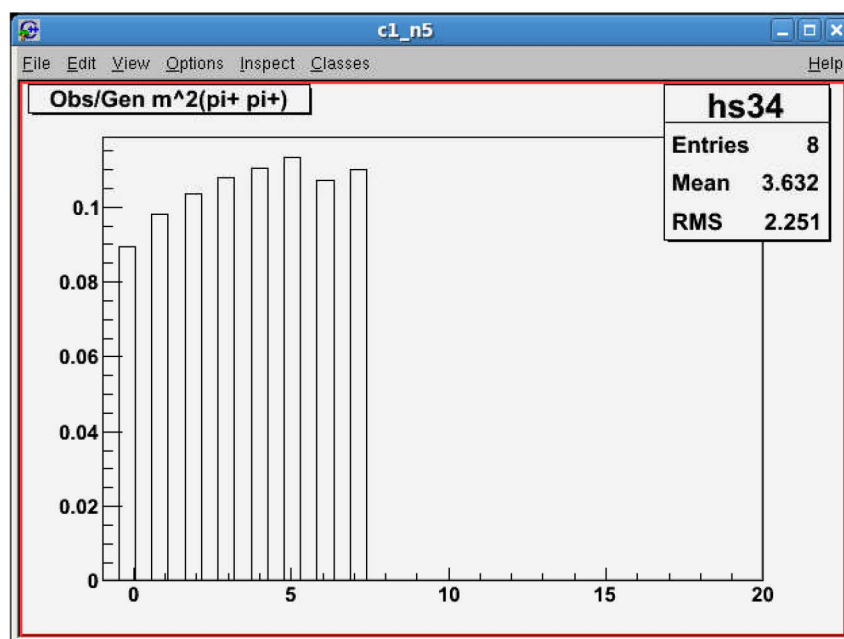 c1_n5
File Edit View Options Inspect Classes Help
Obs/Gen m^2(pi+ pi+)
hs34
Entries 8
Mean 3.632
RMS 2.251
0.1
0.08
0.06
0.04
0.02
0
0 5 10 15 20